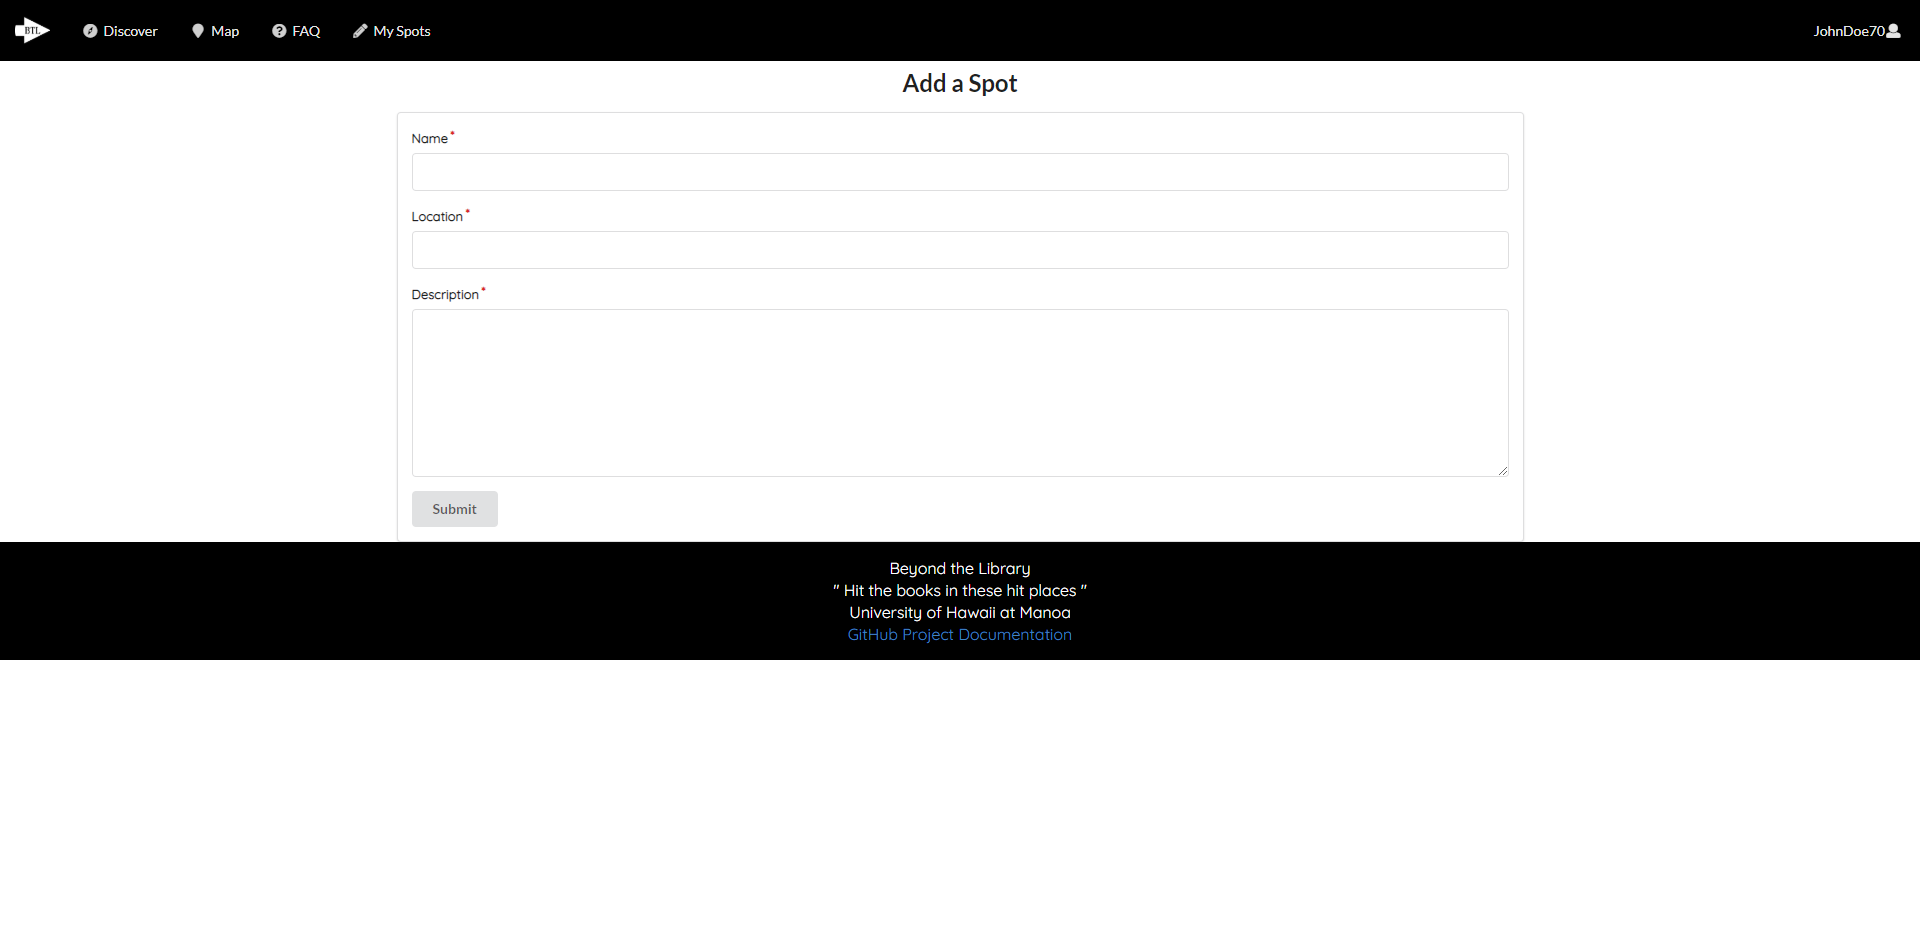 BTL
Discover
Map
FAQ
My Spots
JohnDoe70
Add a Spot
Name*
Location*
Description*
Submit
Beyond the Library
" Hit the books in these hit places "
University of Hawaii at Manoa
GitHub Project Documentation